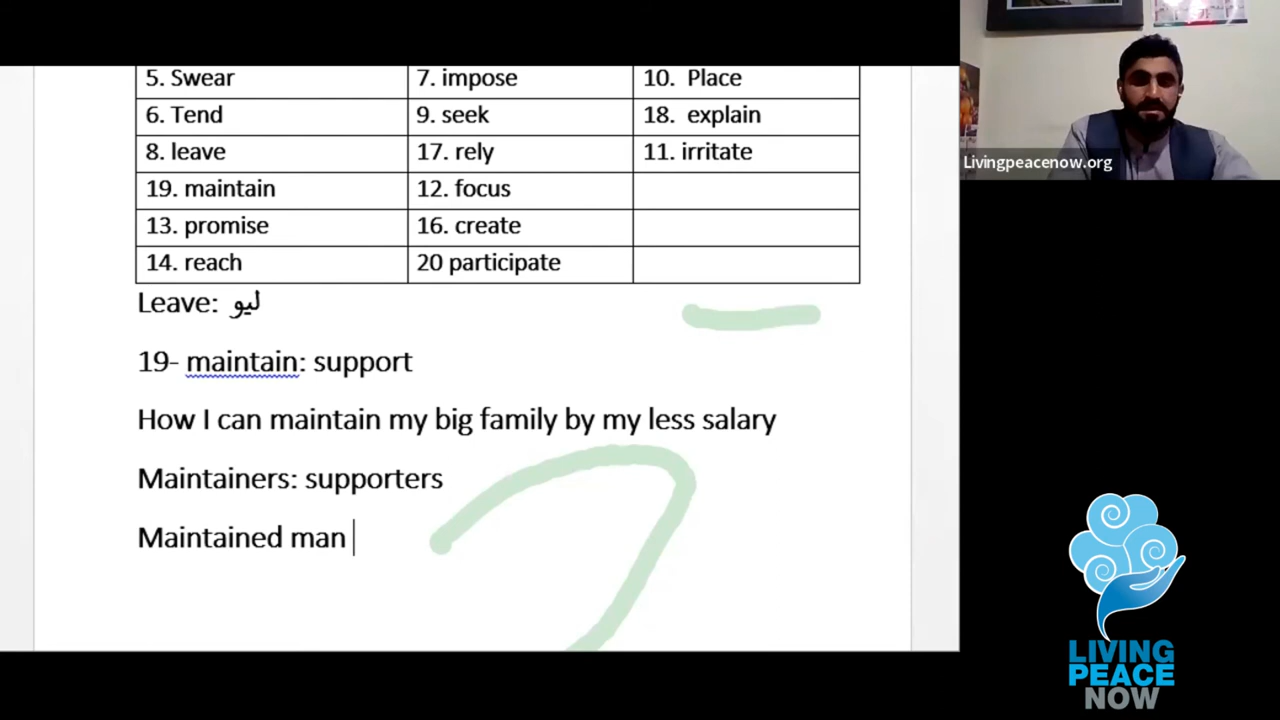 5. Swear 7. impose 10. Place
6. Tend 9. seek 18. explain
8. leave 17. rely 11. irritate
19. maintain 12. focus
13. promise 16. create
14. reach 20 participate
Leave: ليو
19- maintain: support
How I can maintain my big family by my less salary
Maintainers: supporters
Maintained man
Livingpeacenow.org
LIVING
PEACE
NOW